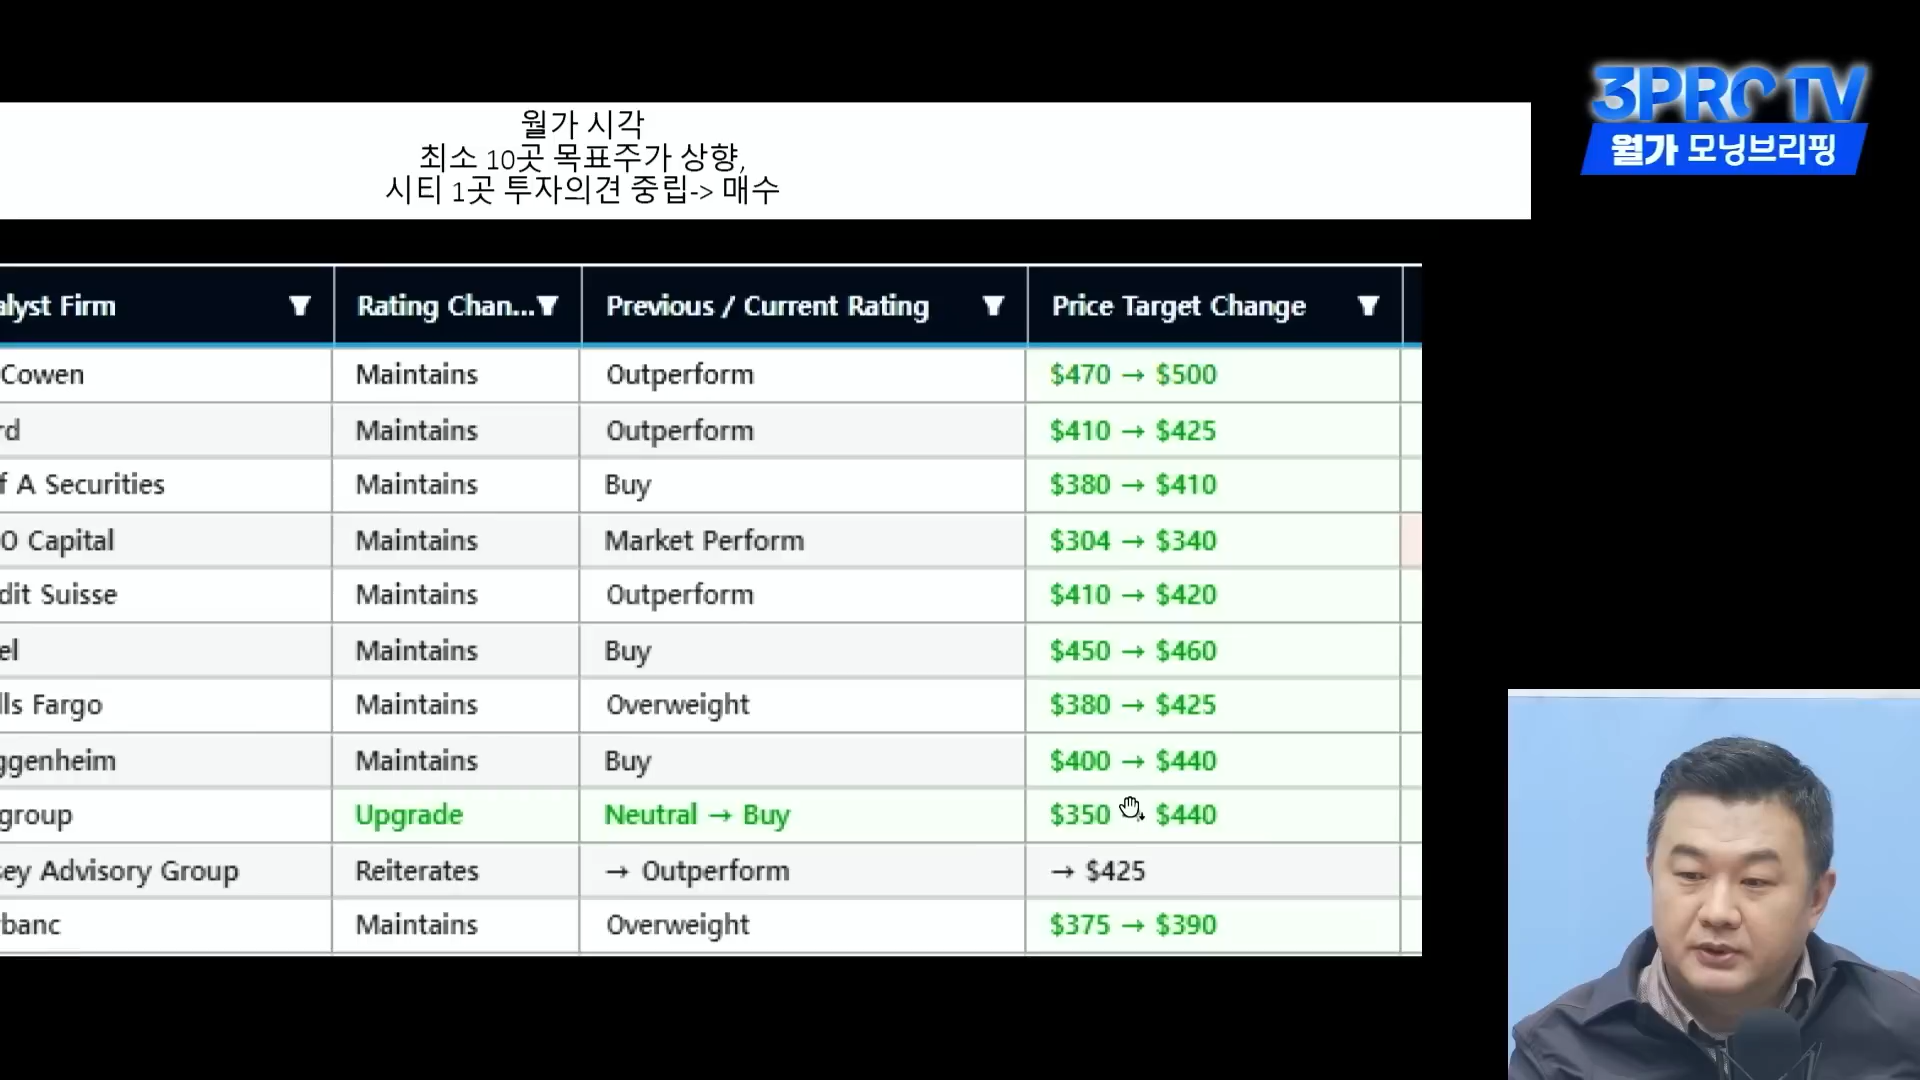 3PRO TV
월가 모닝브리핑
월가 시각
최소 10곳 목표주가 상향,
시티 1곳 투자의견 중립-> 매수
alyst Firm Rating Chan... Previous / Current Rating Price Target Change
Cowen Maintains Outperform $470 → $500
rd Maintains Outperform $410 → $425
f A Securities Maintains Buy $380 → $410
O Capital Maintains Market Perform $304 → $340
dit Suisse Maintains Outperform $410 → $420
el Maintains Buy $450 → $460
lls Fargo Maintains Overweight $380 → $425
ggenheim Maintains Buy $400 → $440
group Upgrade Neutral → Buy $350 $440
sey Advisory Group Reiterates → Outperform → $425
banc Maintains Overweight $375 → $390